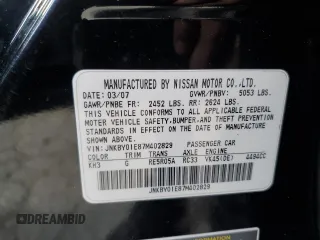 MANUFACTURED BY NISSAN MOTOR CO.,LTD.
DATE: 03/07 GVWR/PNBV: 5053 LBS.
GAWR/PNBE FR: 2452 LBS. RR: 2624 LBS.
THIS VEHICLE CONFORMS TO ALL APPLICABLE FEDERAL
MOTOR VEHICLE SAFETY,BUMPER,AND THEFT PREVENTION
STANDARDS IN EFFECT ON THE DATE OF MANUFACTURE
SHOWN ABOVE.
VIN: JNKBV01E87M402829 PASSENGER CAR
COLOR TRIM TRANS AXLE ENGINE
KH3 G RE5R05A RC33 VK45(DE) 4494CC
JNKBV01E87M402829
DREAMBID